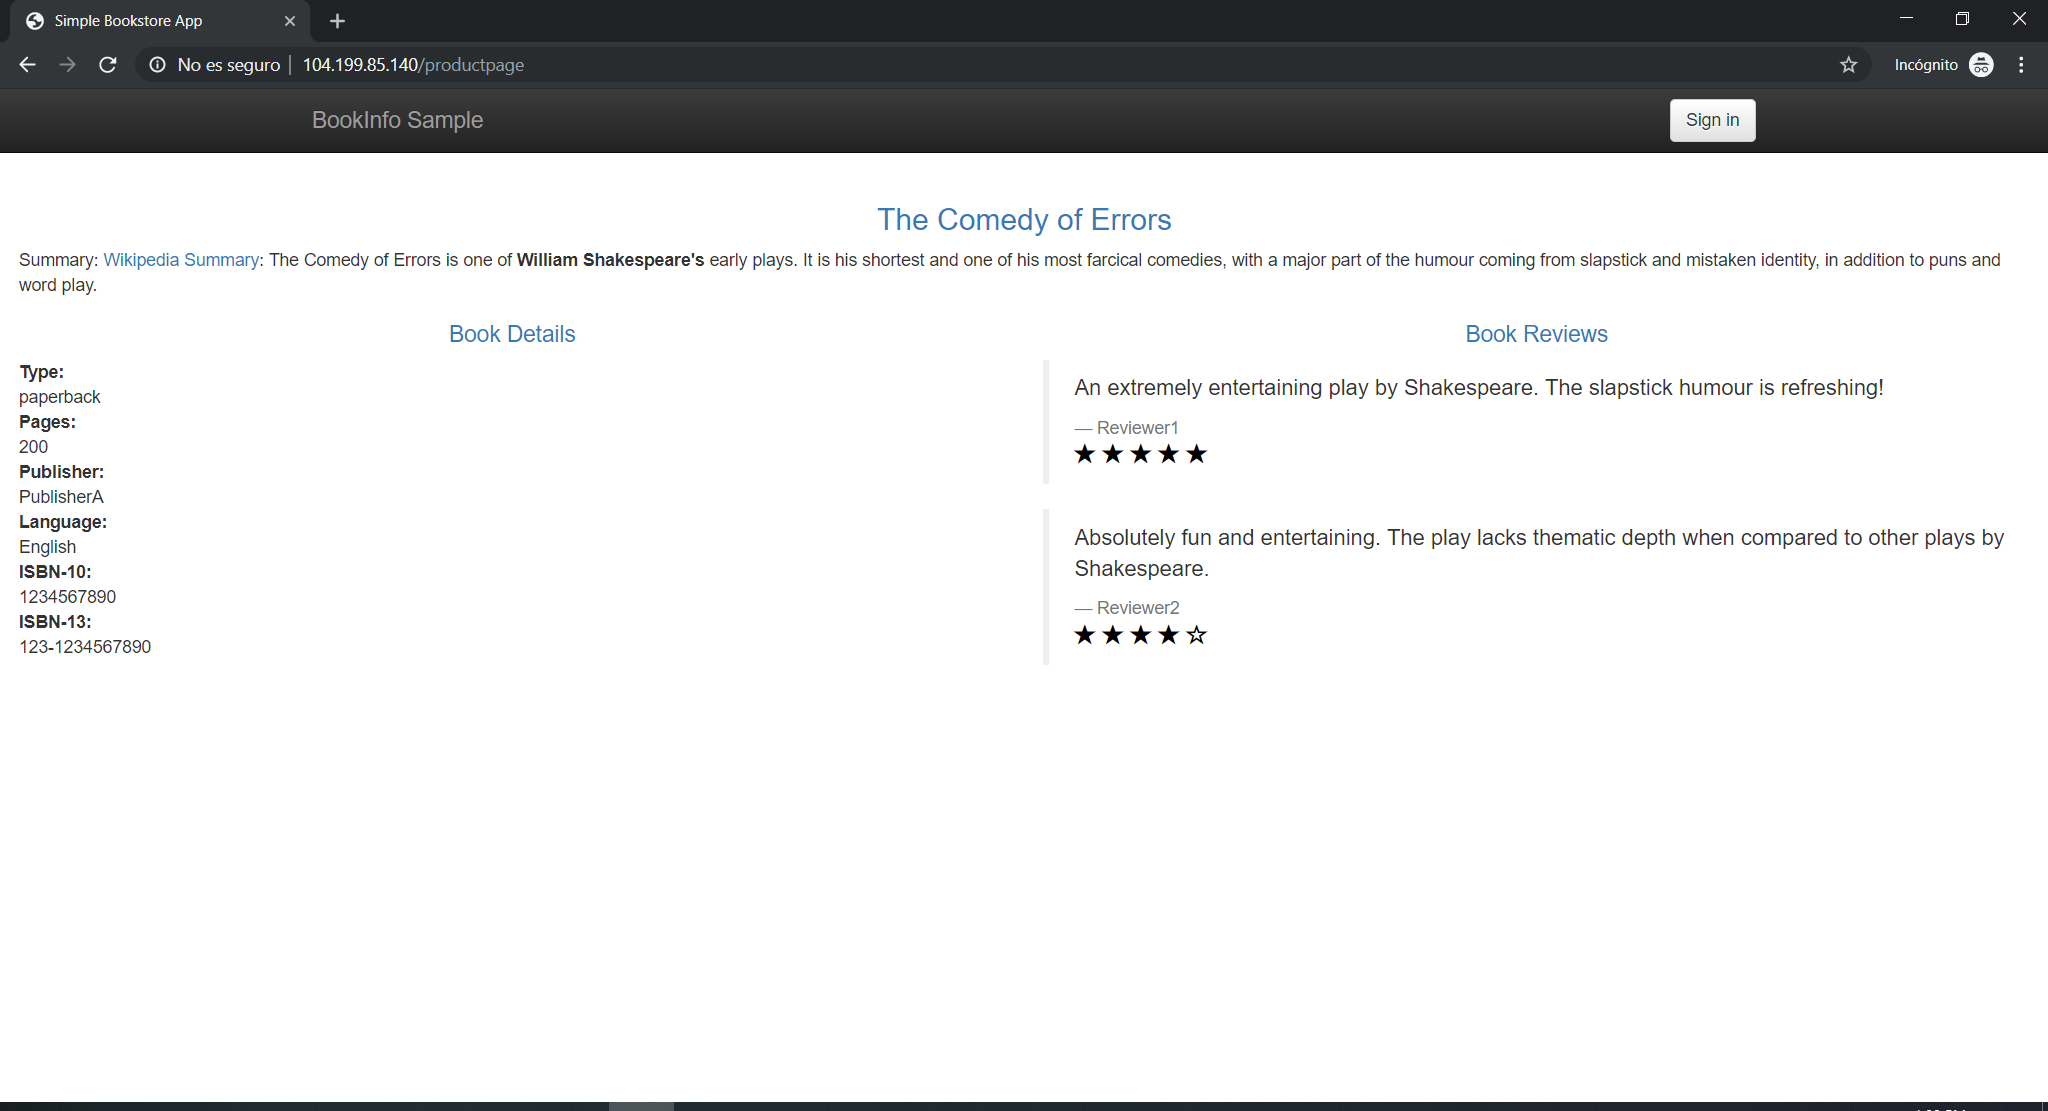 Simple Bookstore App
No es seguro 104.199.85.140/productpage
Incógnito
BookInfo Sample
Sign in
The Comedy of Errors
Summary: Wikipedia Summary: The Comedy of Errors is one of William Shakespeare's early plays. It is his shortest and one of his most farcical comedies, with a major part of the humour coming from slapstick and mistaken identity, in addition to puns and
word play.
Book Details
Type:
paperback
Pages:
200
Publisher:
PublisherA
Language:
English
ISBN-10:
1234567890
ISBN-13:
123-1234567890
Book Reviews
An extremely entertaining play by Shakespeare. The slapstick humour is refreshing!
— Reviewer1
★ ★ ★ ★ ★
Absolutely fun and entertaining. The play lacks thematic depth when compared to other plays by
Shakespeare.
— Reviewer2
★ ★ ★ ★ ☆